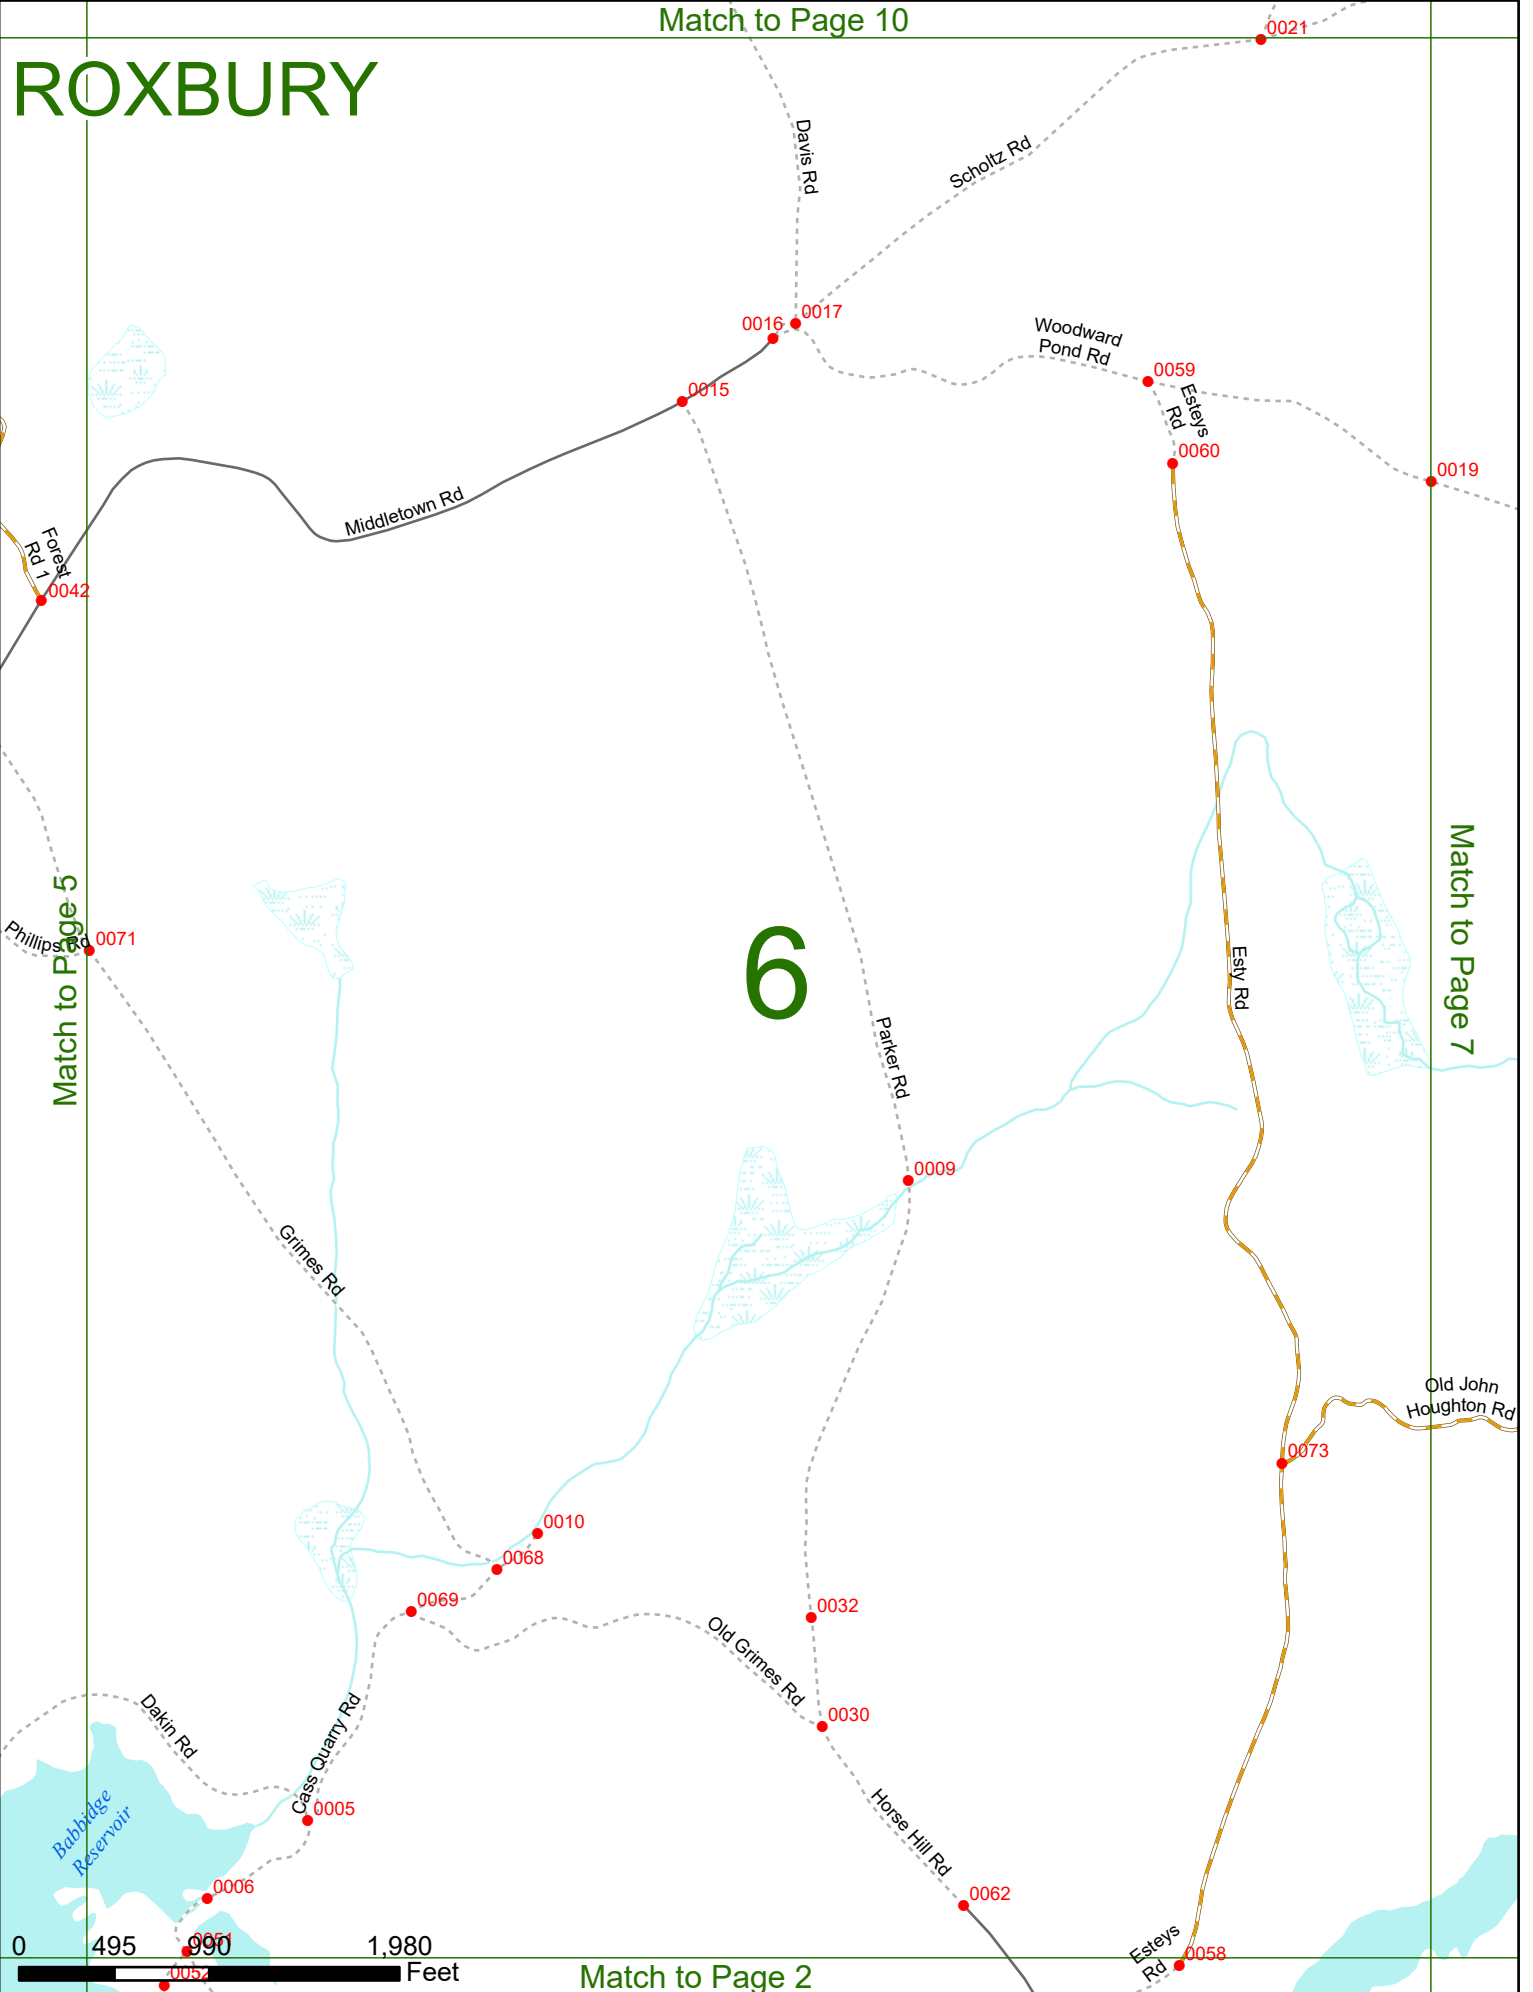 Match to Page 10
0021
ROXBURY
Davis Rd
Scholtz Rd
0017
0016
Woodward
Pond Rd
0059
0015
Esteys
Rd
0060
0019
Middletown Rd
Forest
Rd 1
0042
Match to Page 5
Match to Page 7
Phillips Rd
0071
6
Esty Rd
Parker Rd
0009
Grimes Rd
Old John
Houghton Rd
0073
0010
0068
0069
0032
Old Grimes Rd
0030
Dakin Rd
Cass Quarry Rd
0005
Babbidge
Reservoir
Horse Hill Rd
0006
0062
0051
Esteys
Rd
0058
0 495 990 1,980
Feet
0052
Match to Page 2